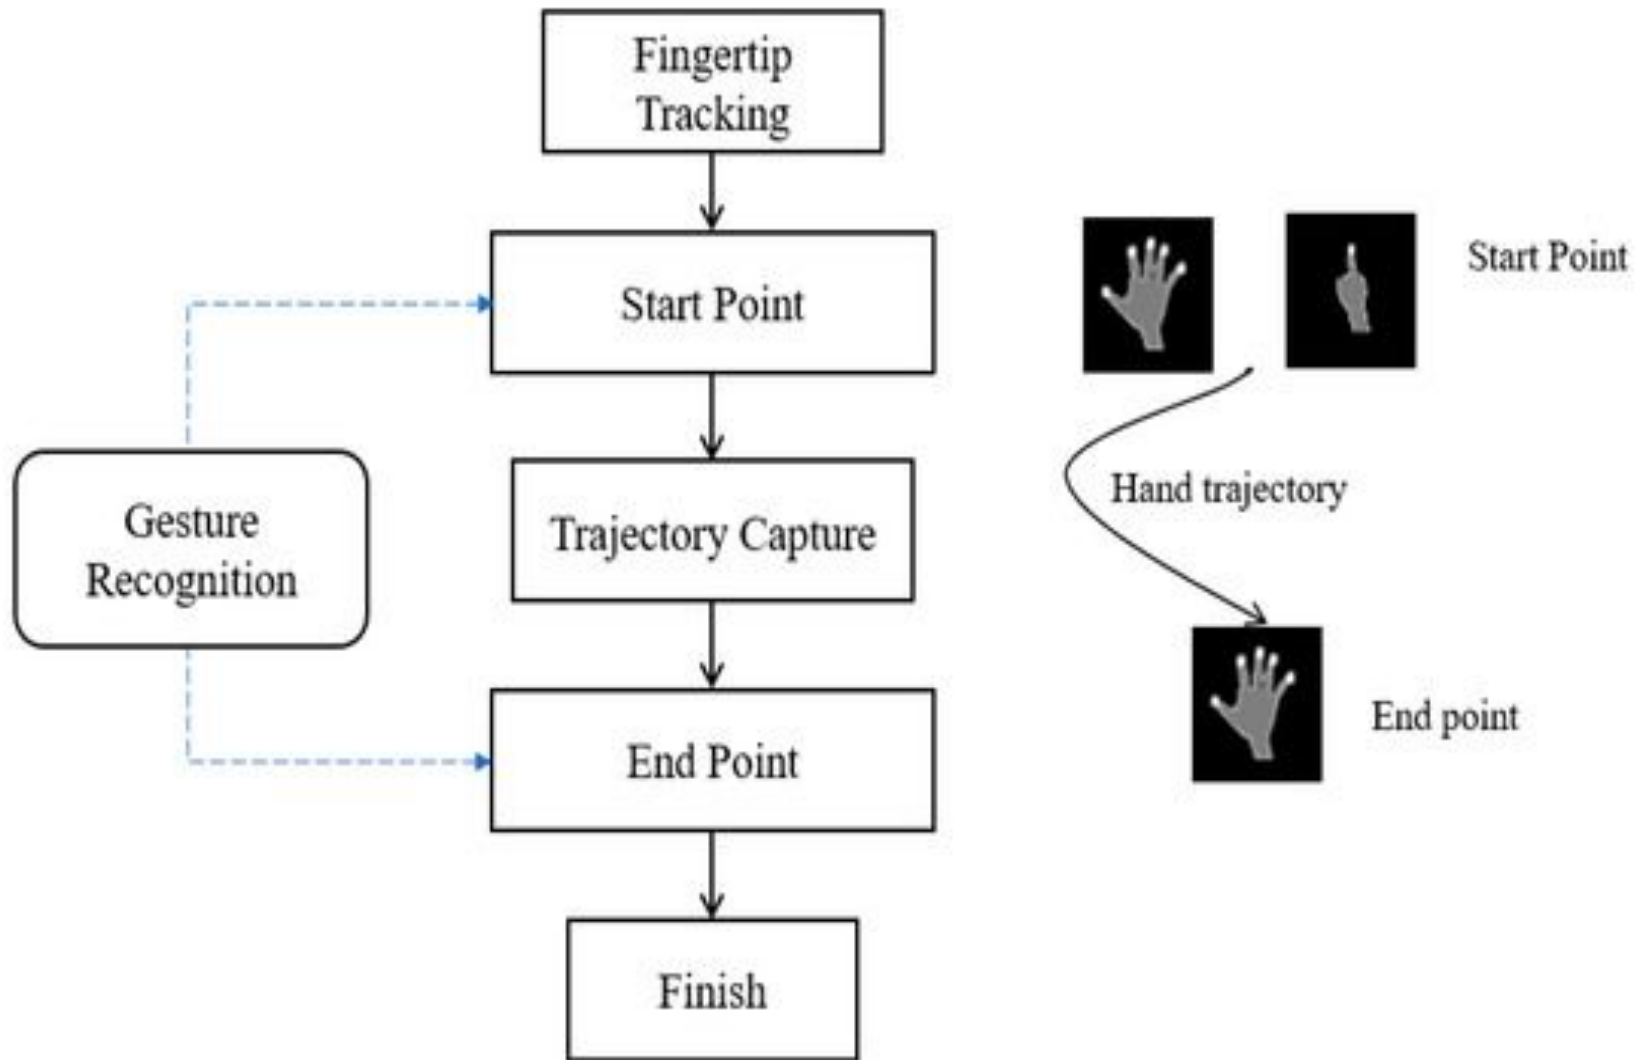 Fingertip
Tracking
Start Point
Gesture
Recognition
Trajectory Capture
End Point
Finish
Start Point
Hand trajectory
End point